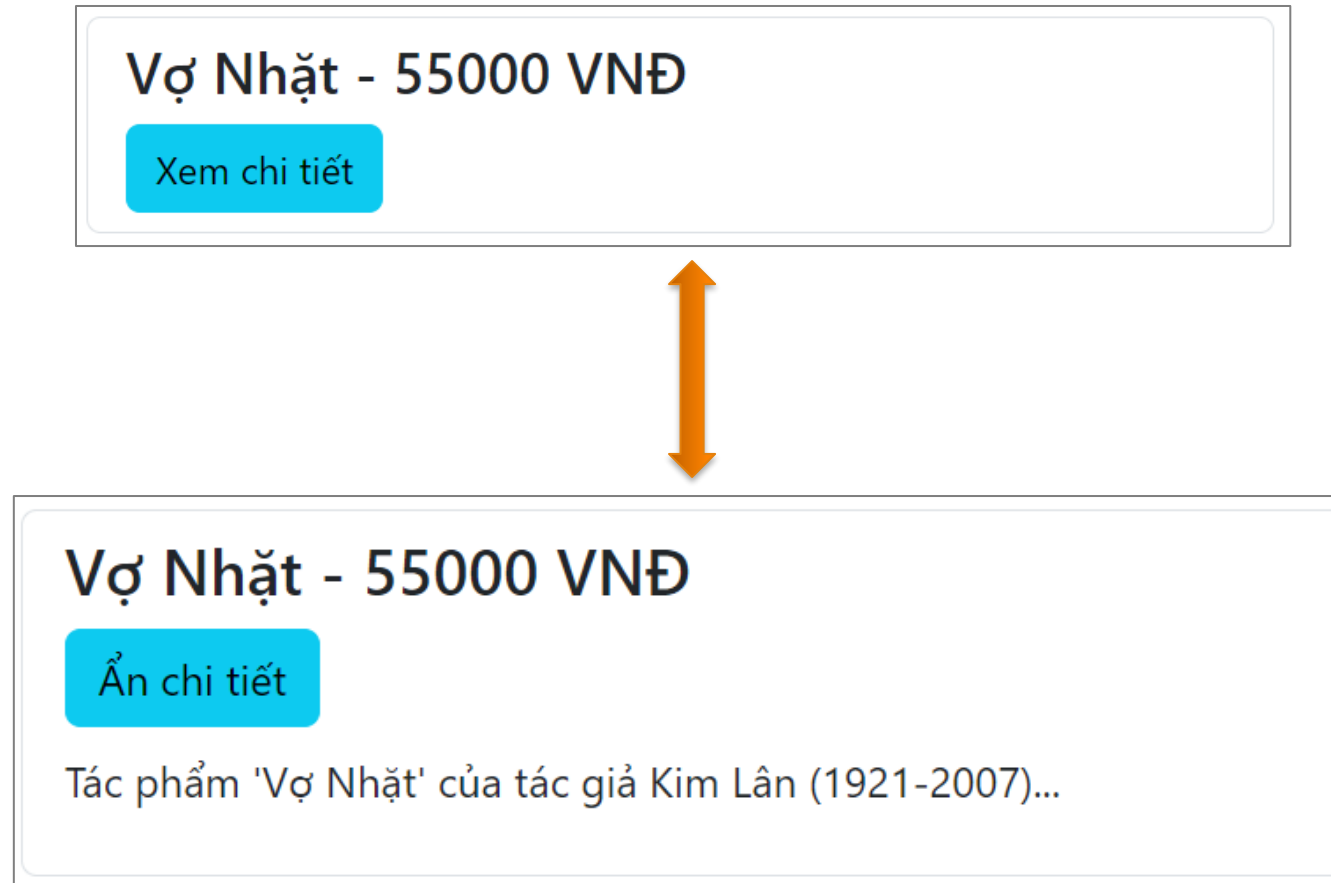 Vợ Nhặt - 55000 VNĐ
Xem chi tiết
Vợ Nhặt - 55000 VNĐ
Ẩn chi tiết
Tác phẩm 'Vợ Nhặt' của tác giả Kim Lân (1921-2007)...